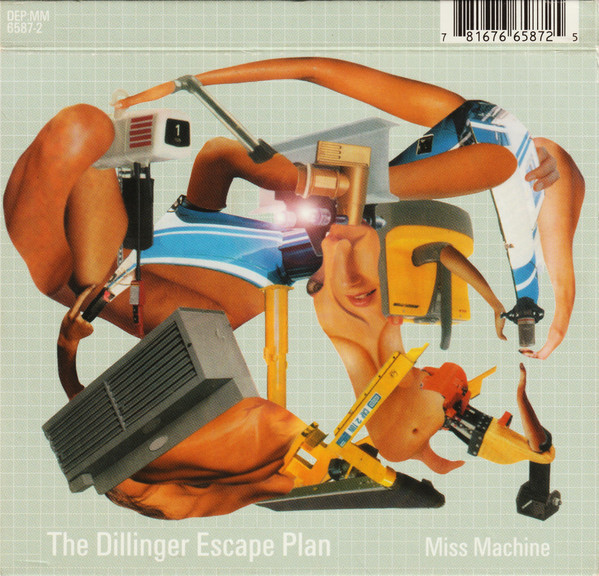 DEP:MM
6587-2
7 81676 65872 5
1
The Dillinger Escape Plan
Miss Machine